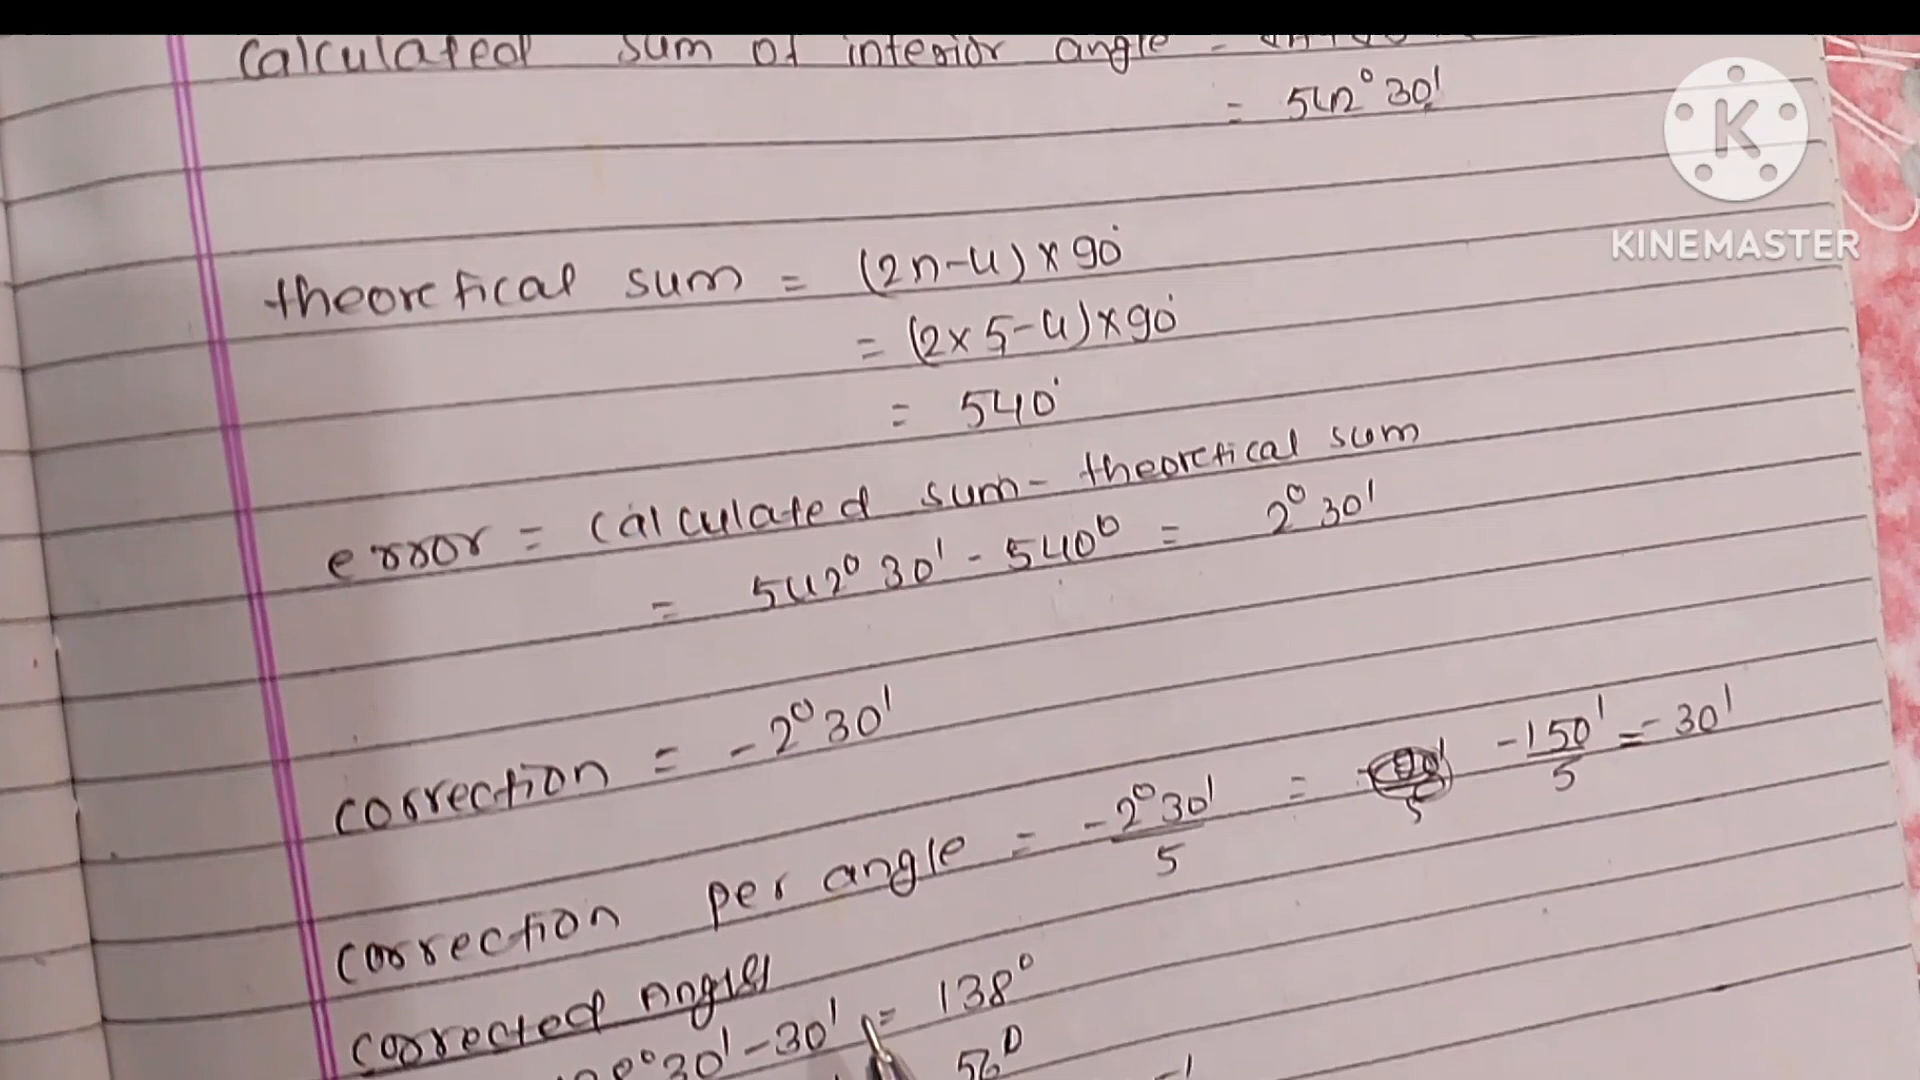 calculated sum of interior angle -
= 542° 30'
KINEMASTER
theoretical sum = (2n-4) x 90°
= (2x5-4) x 90°
= 540°
error = calculated sum - theoretical sum
= 542° 30' - 540° = 2° 30'
correction = -2° 30'
correction per angle = -2° 30' / 5 = -150' / 5 = -30'
corrected Angles
30' - 30' = 138°
56°